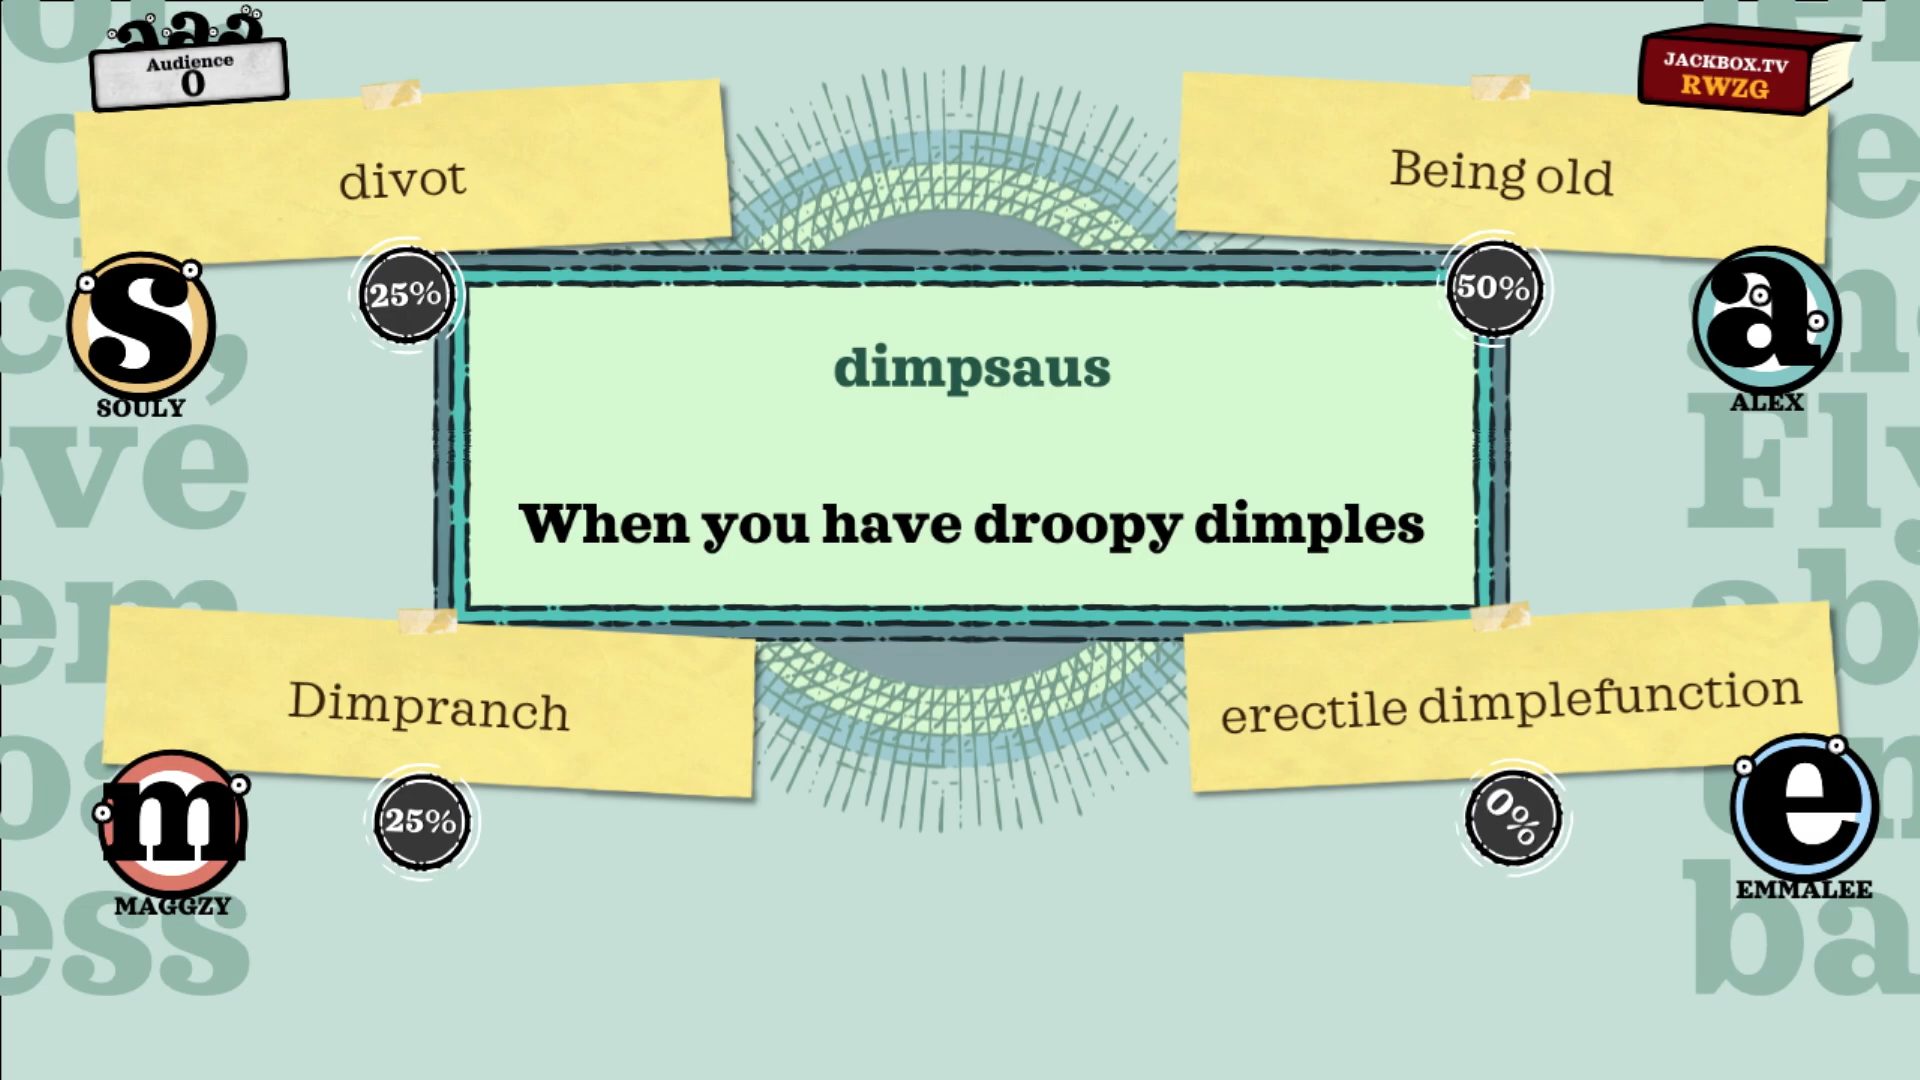 Audience
0
JACKBOX.TV
RWZG
divot
Being old
25%
50%
SOULY
ALEX
dimpsaus
When you have droopy dimples
Dimpranch
erectile dimplefunction
25%
0%
MAGGZY
EMMALEE